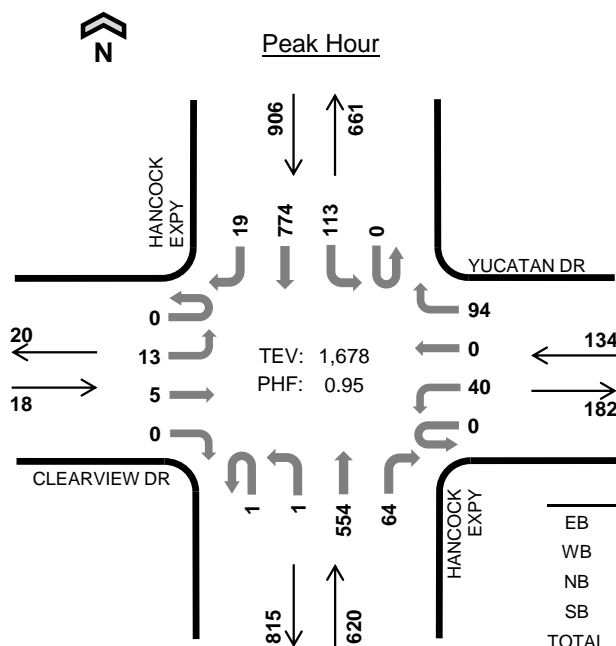 Peak Hour
N
906
661
HANCOCK
EXPY
19
774
113
0
YUCATAN DR
0
94
20
13
TEV: 1,678
0
134
18
5
PHF: 0.95
40
182
0
0
CLEARVIEW DR
1
1
554
64
HANCOCK
EXPY
815
620
EB
WB
NB
SB
TOTAL